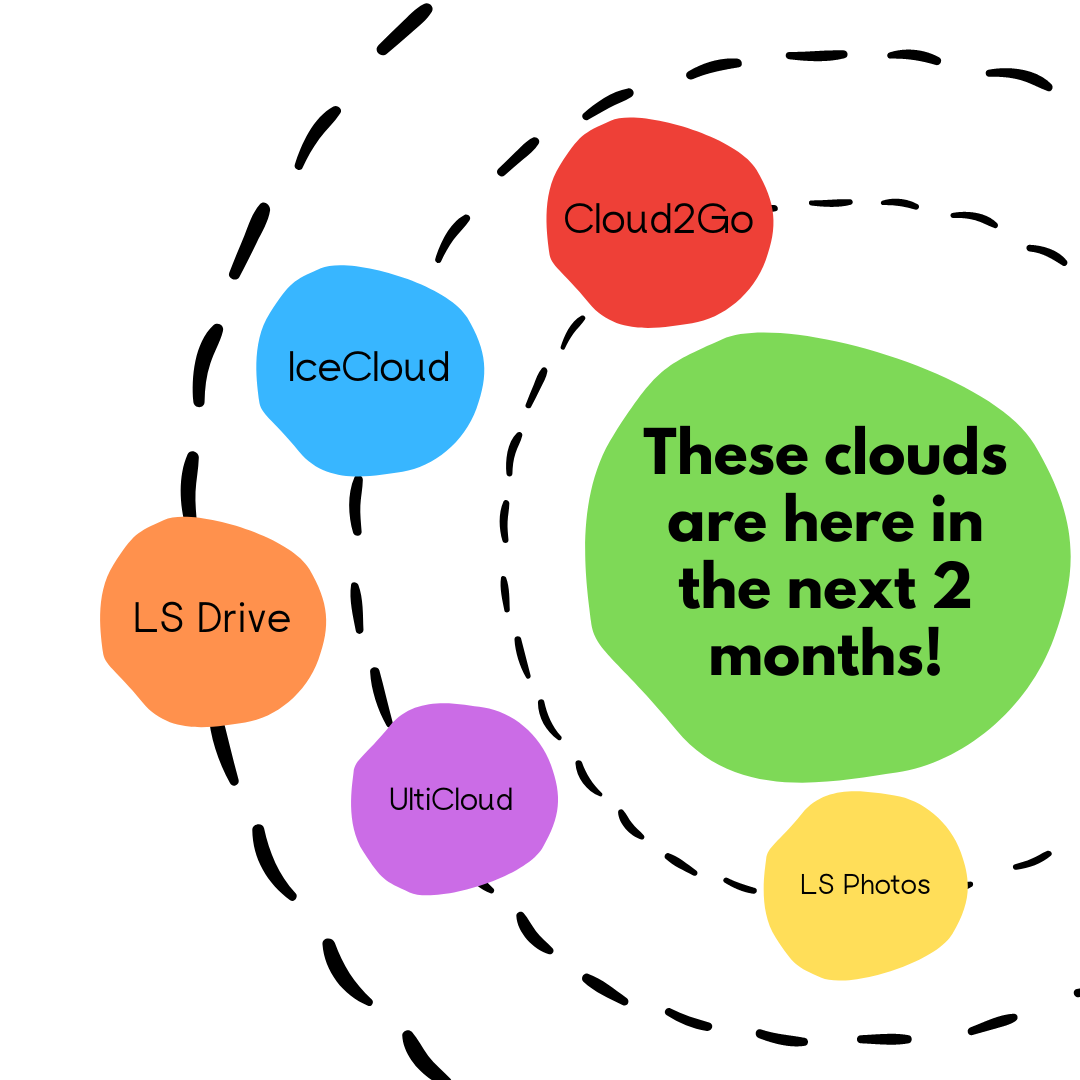 Cloud2Go
IceCloud
These clouds
are here in
the next 2
months!
LS Drive
UltiCloud
LS Photos